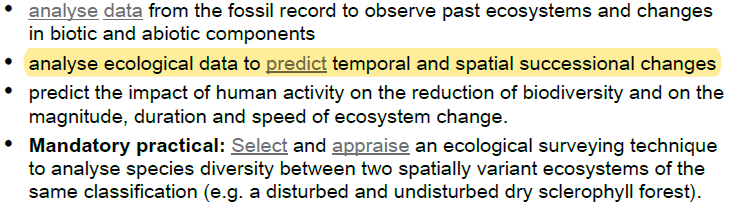 • analyse data from the fossil record to observe past ecosystems and changes
in biotic and abiotic components
• analyse ecological data to predict temporal and spatial successional changes
• predict the impact of human activity on the reduction of biodiversity and on the
magnitude, duration and speed of ecosystem change.
• Mandatory practical: Select and appraise an ecological surveying technique
to analyse species diversity between two spatially variant ecosystems of the
same classification (e.g. a disturbed and undisturbed dry sclerophyll forest).